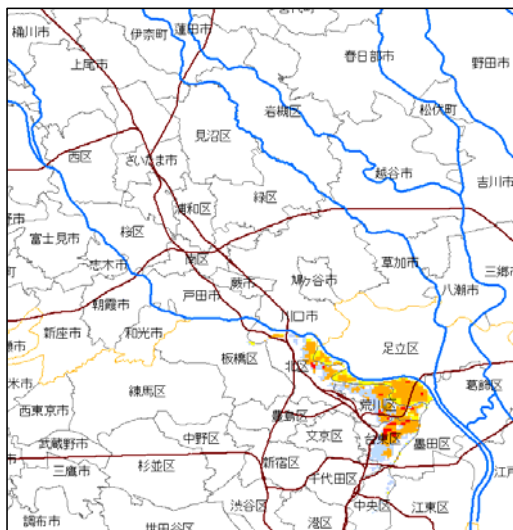 桶川市
伊奈町
蓮田市
春日部市
野田市
上尾市
岩槻区
松伏町
見沼区
西区
さいたま市
越谷市
吉川市
緑区
浦和区
桜区
富士見市
草加市
三郷市
志木市
南区
蕨市
鳩ヶ谷市
八潮市
戸田市
朝霞市
川口市
新座市
和光市
足立区
板橋区
北区
葛飾区
練馬区
荒川区
西東京市
豊島区
文京区
台東区
墨田区
武蔵野市
中野区
三鷹市
杉並区
新宿区
千代田区
渋谷区
中央区
江東区
調布市
世田谷区
港区